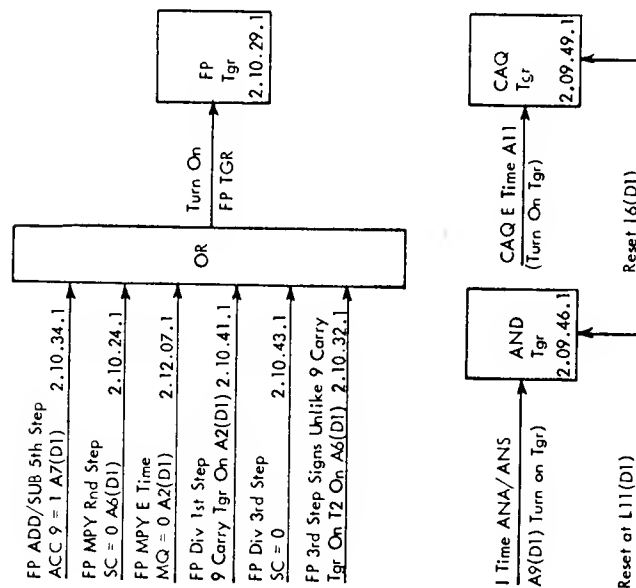 FP ADD/SUB 5th Step
ACC 9 = 1 A7(D1) 2.10.34.1
FP MPY Rnd Step
SC = 0 A6(D1) 2.10.24.1
FP MPY E Time
MQ = 0 A2(D1) 2.12.07.1
FP Div 1st Step
9 Carry Tgr On A2(D1) 2.10.41.1
FP Div 3rd Step
SC = 0 2.10.43.1
FP 3rd Step Signs Unlike 9 Carry
Tgr On T2 On A6(D1) 2.10.32.1
OR
Turn On
FP TGR
FP
Tgr
2.10.29.1
I Time ANA/ANS
A9(D1) Turn on Tgr)
AND
Tgr
2.09.46.1
Reset at L11(D1)
CAQ E Time A11
(Turn On Tgr)
CAQ
Tgr
2.09.49.1
Reset L6(D1)